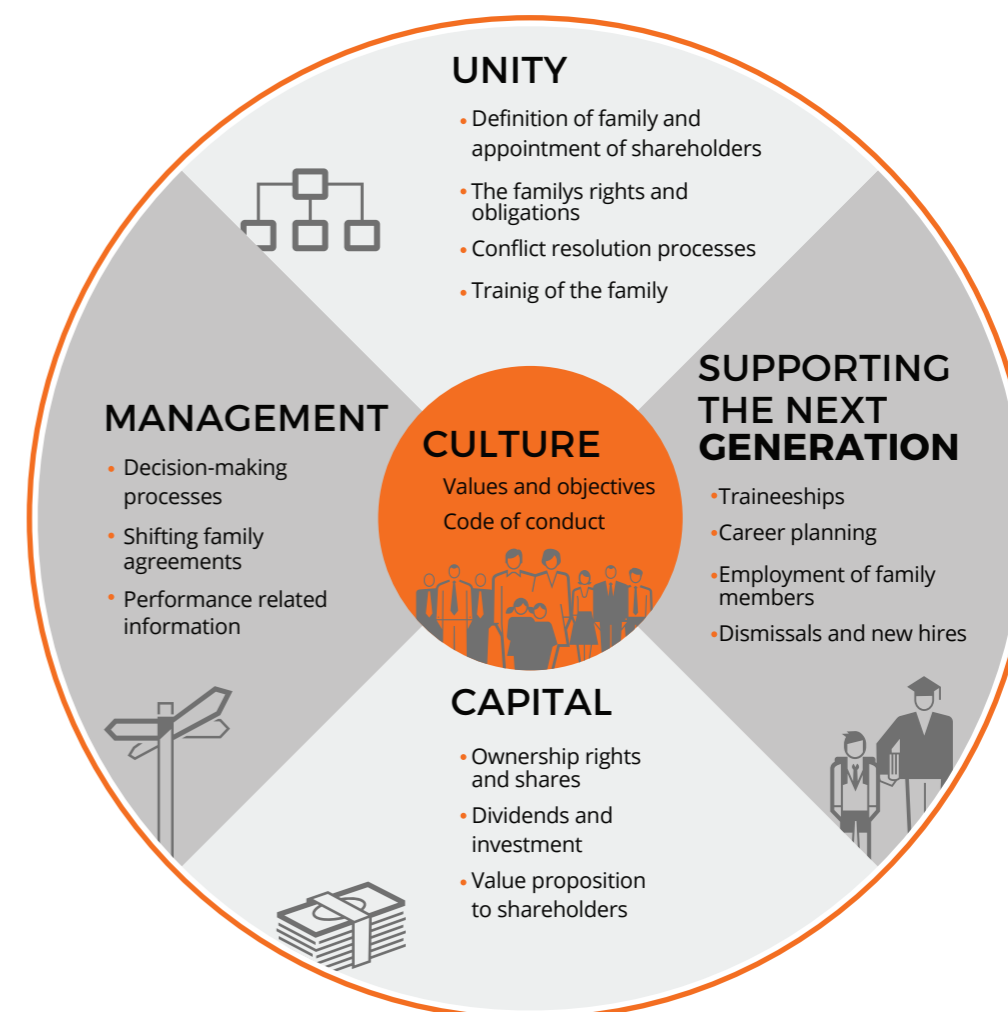 UNITY
• Definition of family and
appointment of shareholders
• The familys rights and
obligations
• Conflict resolution processes
• Trainig of the family
MANAGEMENT
• Decision-making
processes
• Shifting family
agreements
• Performance related
information
CULTURE
Values and objectives
Code of conduct
SUPPORTING
THE NEXT
GENERATION
• Traineeships
• Career planning
• Employment of family
members
• Dismissals and new hires
CAPITAL
• Ownership rights
and shares
• Dividends and
investment
• Value proposition
to shareholders